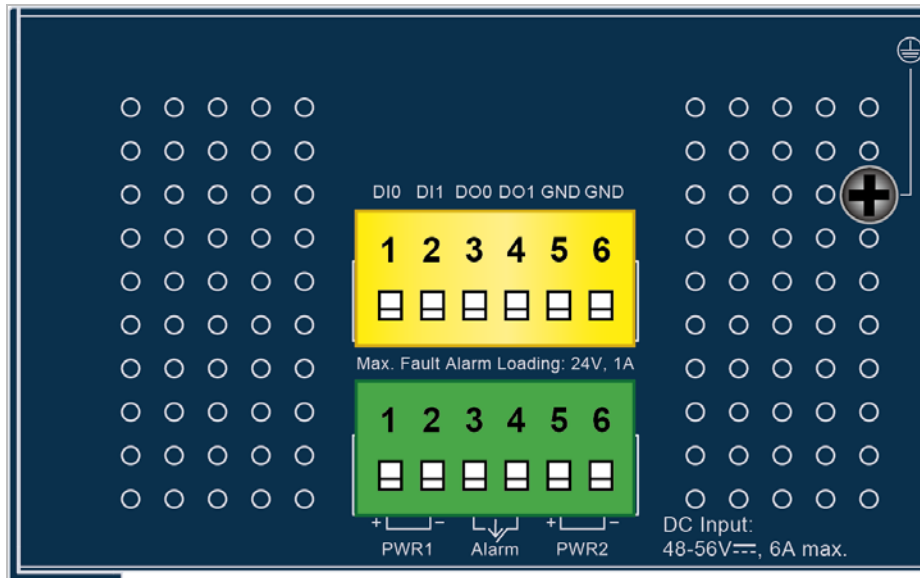 DI0 DI1 DO0 DO1 GND GND
1 2 3 4 5 6
Max. Fault Alarm Loading: 24V, 1A
1 2 3 4 5 6
+ − + −
PWR1 Alarm PWR2
DC Input:
48-56V⎓, 6A max.